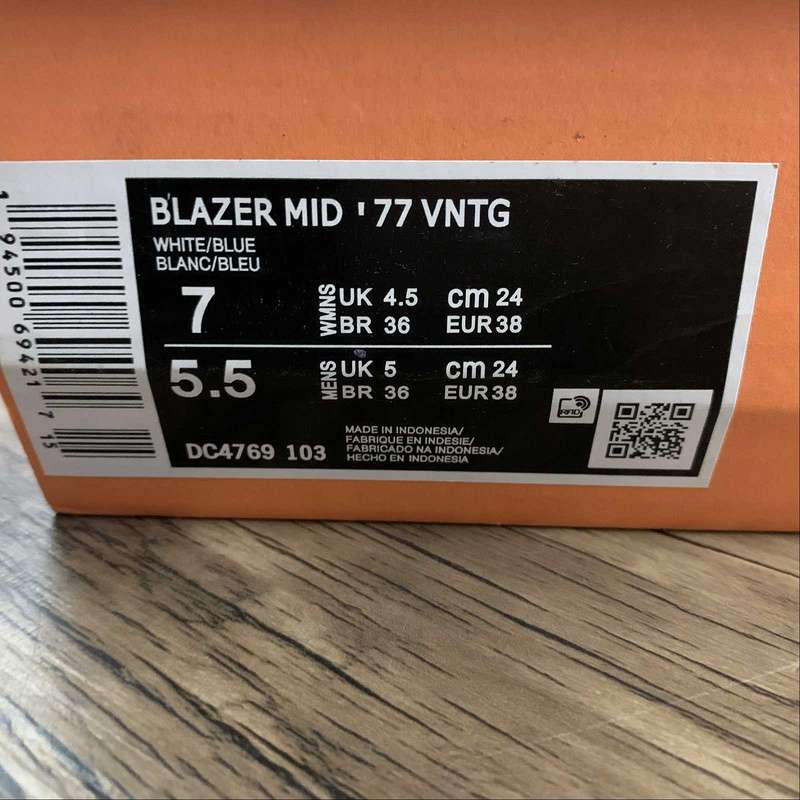 B'LAZER MID '77 VNTG
WHITE/BLUE
BLANC/BLEU
7
WMNS
UK 4.5 cm 24
BR 36 EUR 38
5.5
MENS
UK 5 cm 24
BR 36 EUR 38
DC4769 103
MADE IN INDONESIA/
FABRIQUE EN INDESIE/
FABRICADO NA INDONESIA/
HECHO EN INDONESIA
RFID
1 94500 69421 7 15